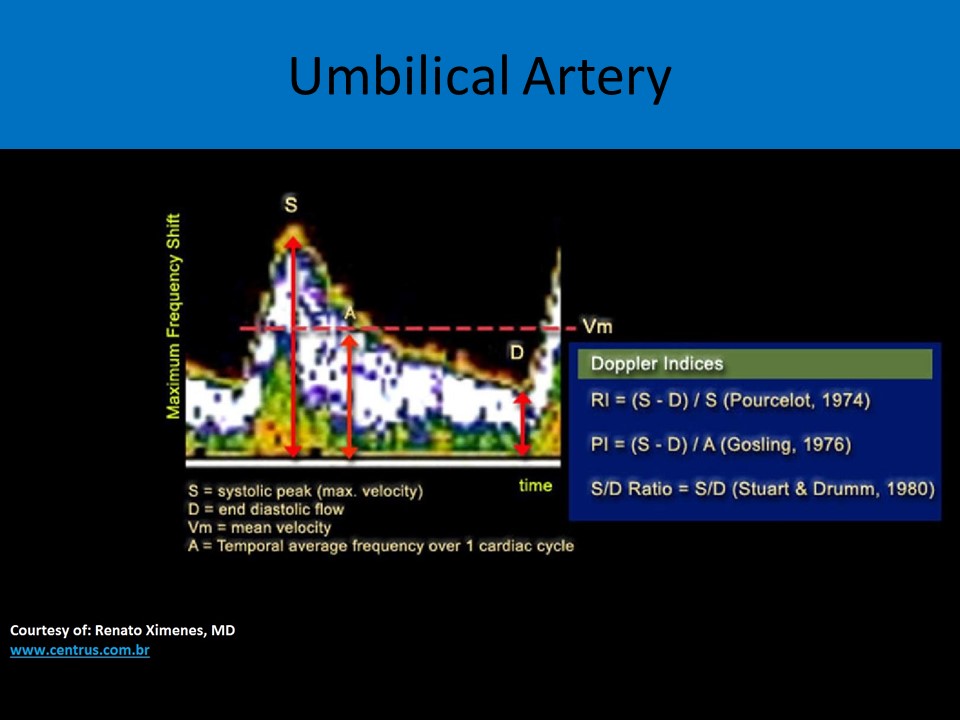 Umbilical Artery
S
Maximum Frequency Shift
A
Vm
D
Doppler Indices
RI = (S - D) / S (Pourcelot, 1974)
PI = (S - D) / A (Gosling, 1976)
S/D Ratio = S/D (Stuart & Drumm, 1980)
time
S = systolic peak (max. velocity)
D = end diastolic flow
Vm = mean velocity
A = Temporal average frequency over 1 cardiac cycle
Courtesy of: Renato Ximenes, MD
www.centrus.com.br